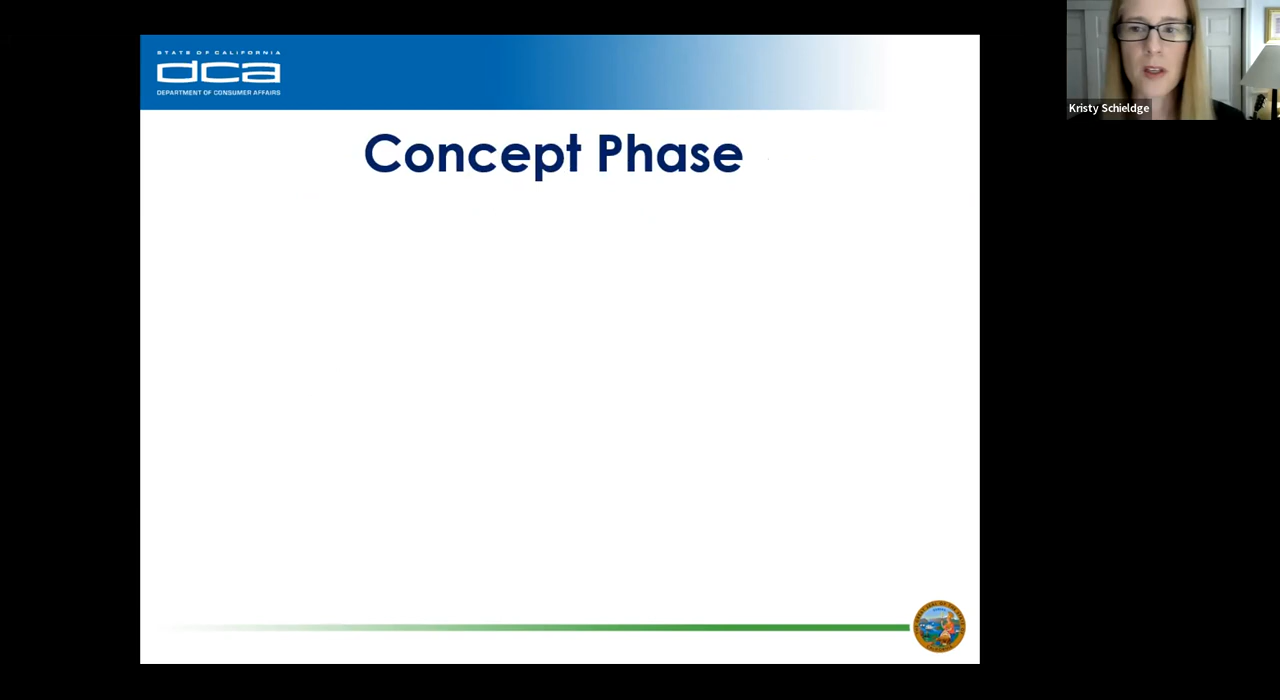 STATE OF CALIFORNIA
dca
DEPARTMENT OF CONSUMER AFFAIRS
Kristy Schieldge
Concept Phase